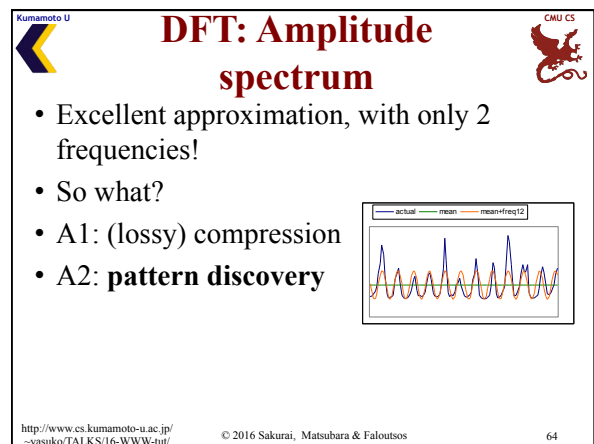 Kumamoto U
CMU CS
DFT: Amplitude
spectrum
• Excellent approximation, with only 2
frequencies!
• So what?
• A1: (lossy) compression
• A2: pattern discovery
actual mean mean+freq12
http://www.cs.kumamoto-u.ac.jp/
~yasuko/TALKS/16-WWW-tut/
© 2016 Sakurai, Matsubara & Faloutsos
64